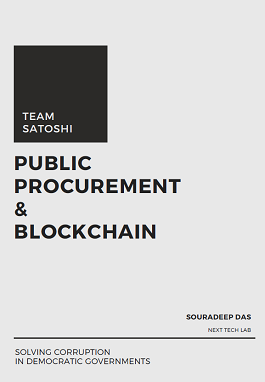 TEAM
SATOSHI
PUBLIC
PROCUREMENT
&
BLOCKCHAIN
SOURADEEP DAS
NEXT TECH LAB
SOLVING CORRUPTION
IN DEMOCRATIC GOVERNMENTS